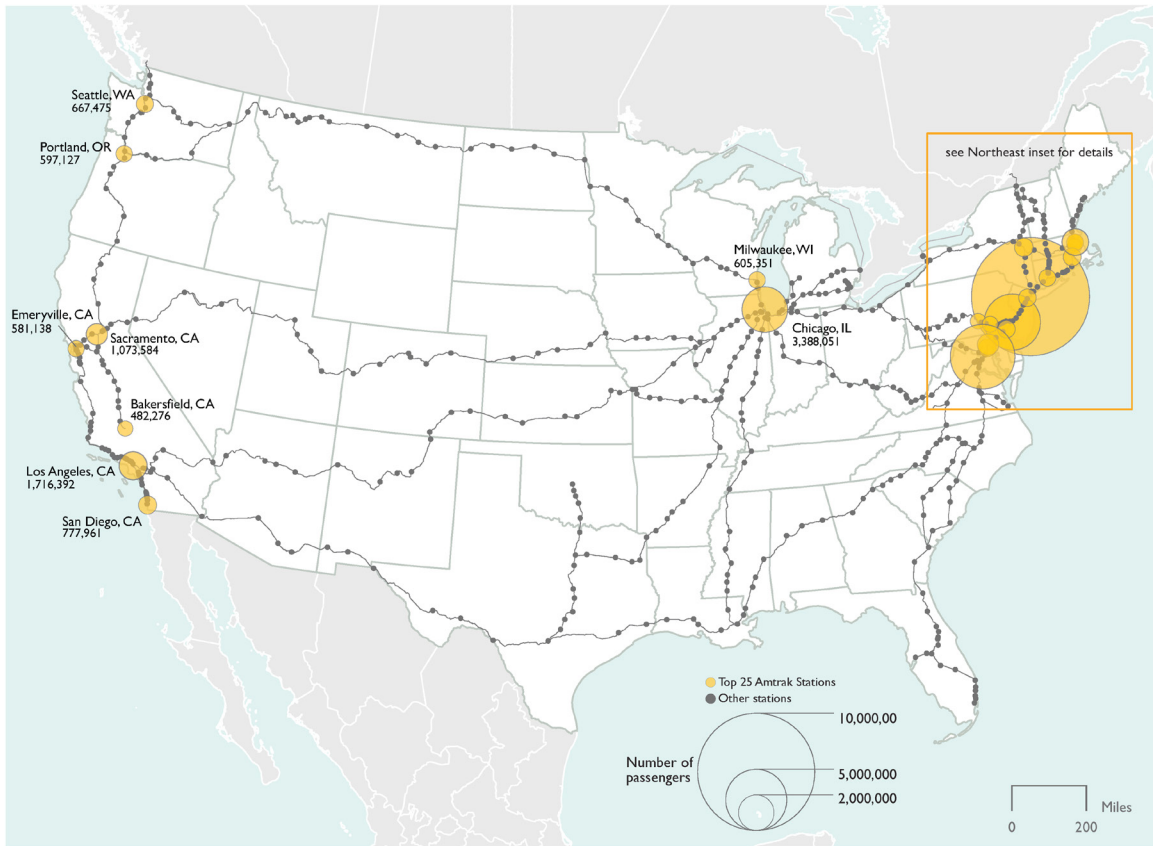 Seattle, WA
667,475
Portland, OR
597,127
see Northeast inset for details
Milwaukee, WI
605,351
Emeryville, CA
581,138
Sacramento, CA
1,073,584
Chicago, IL
3,388,051
Bakersfield, CA
482,276
Los Angeles, CA
1,716,392
San Diego, CA
777,961
Top 25 Amtrak Stations
Other stations
10,000,00
Number of
passengers
5,000,000
2,000,000
Miles
0 200